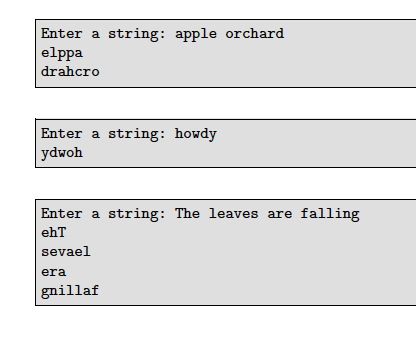 Enter a string: apple orchard
elppa
drahcro
Enter a string: howdy
ydwoh
Enter a string: The leaves are falling
ehT
sevael
era
gnillaf